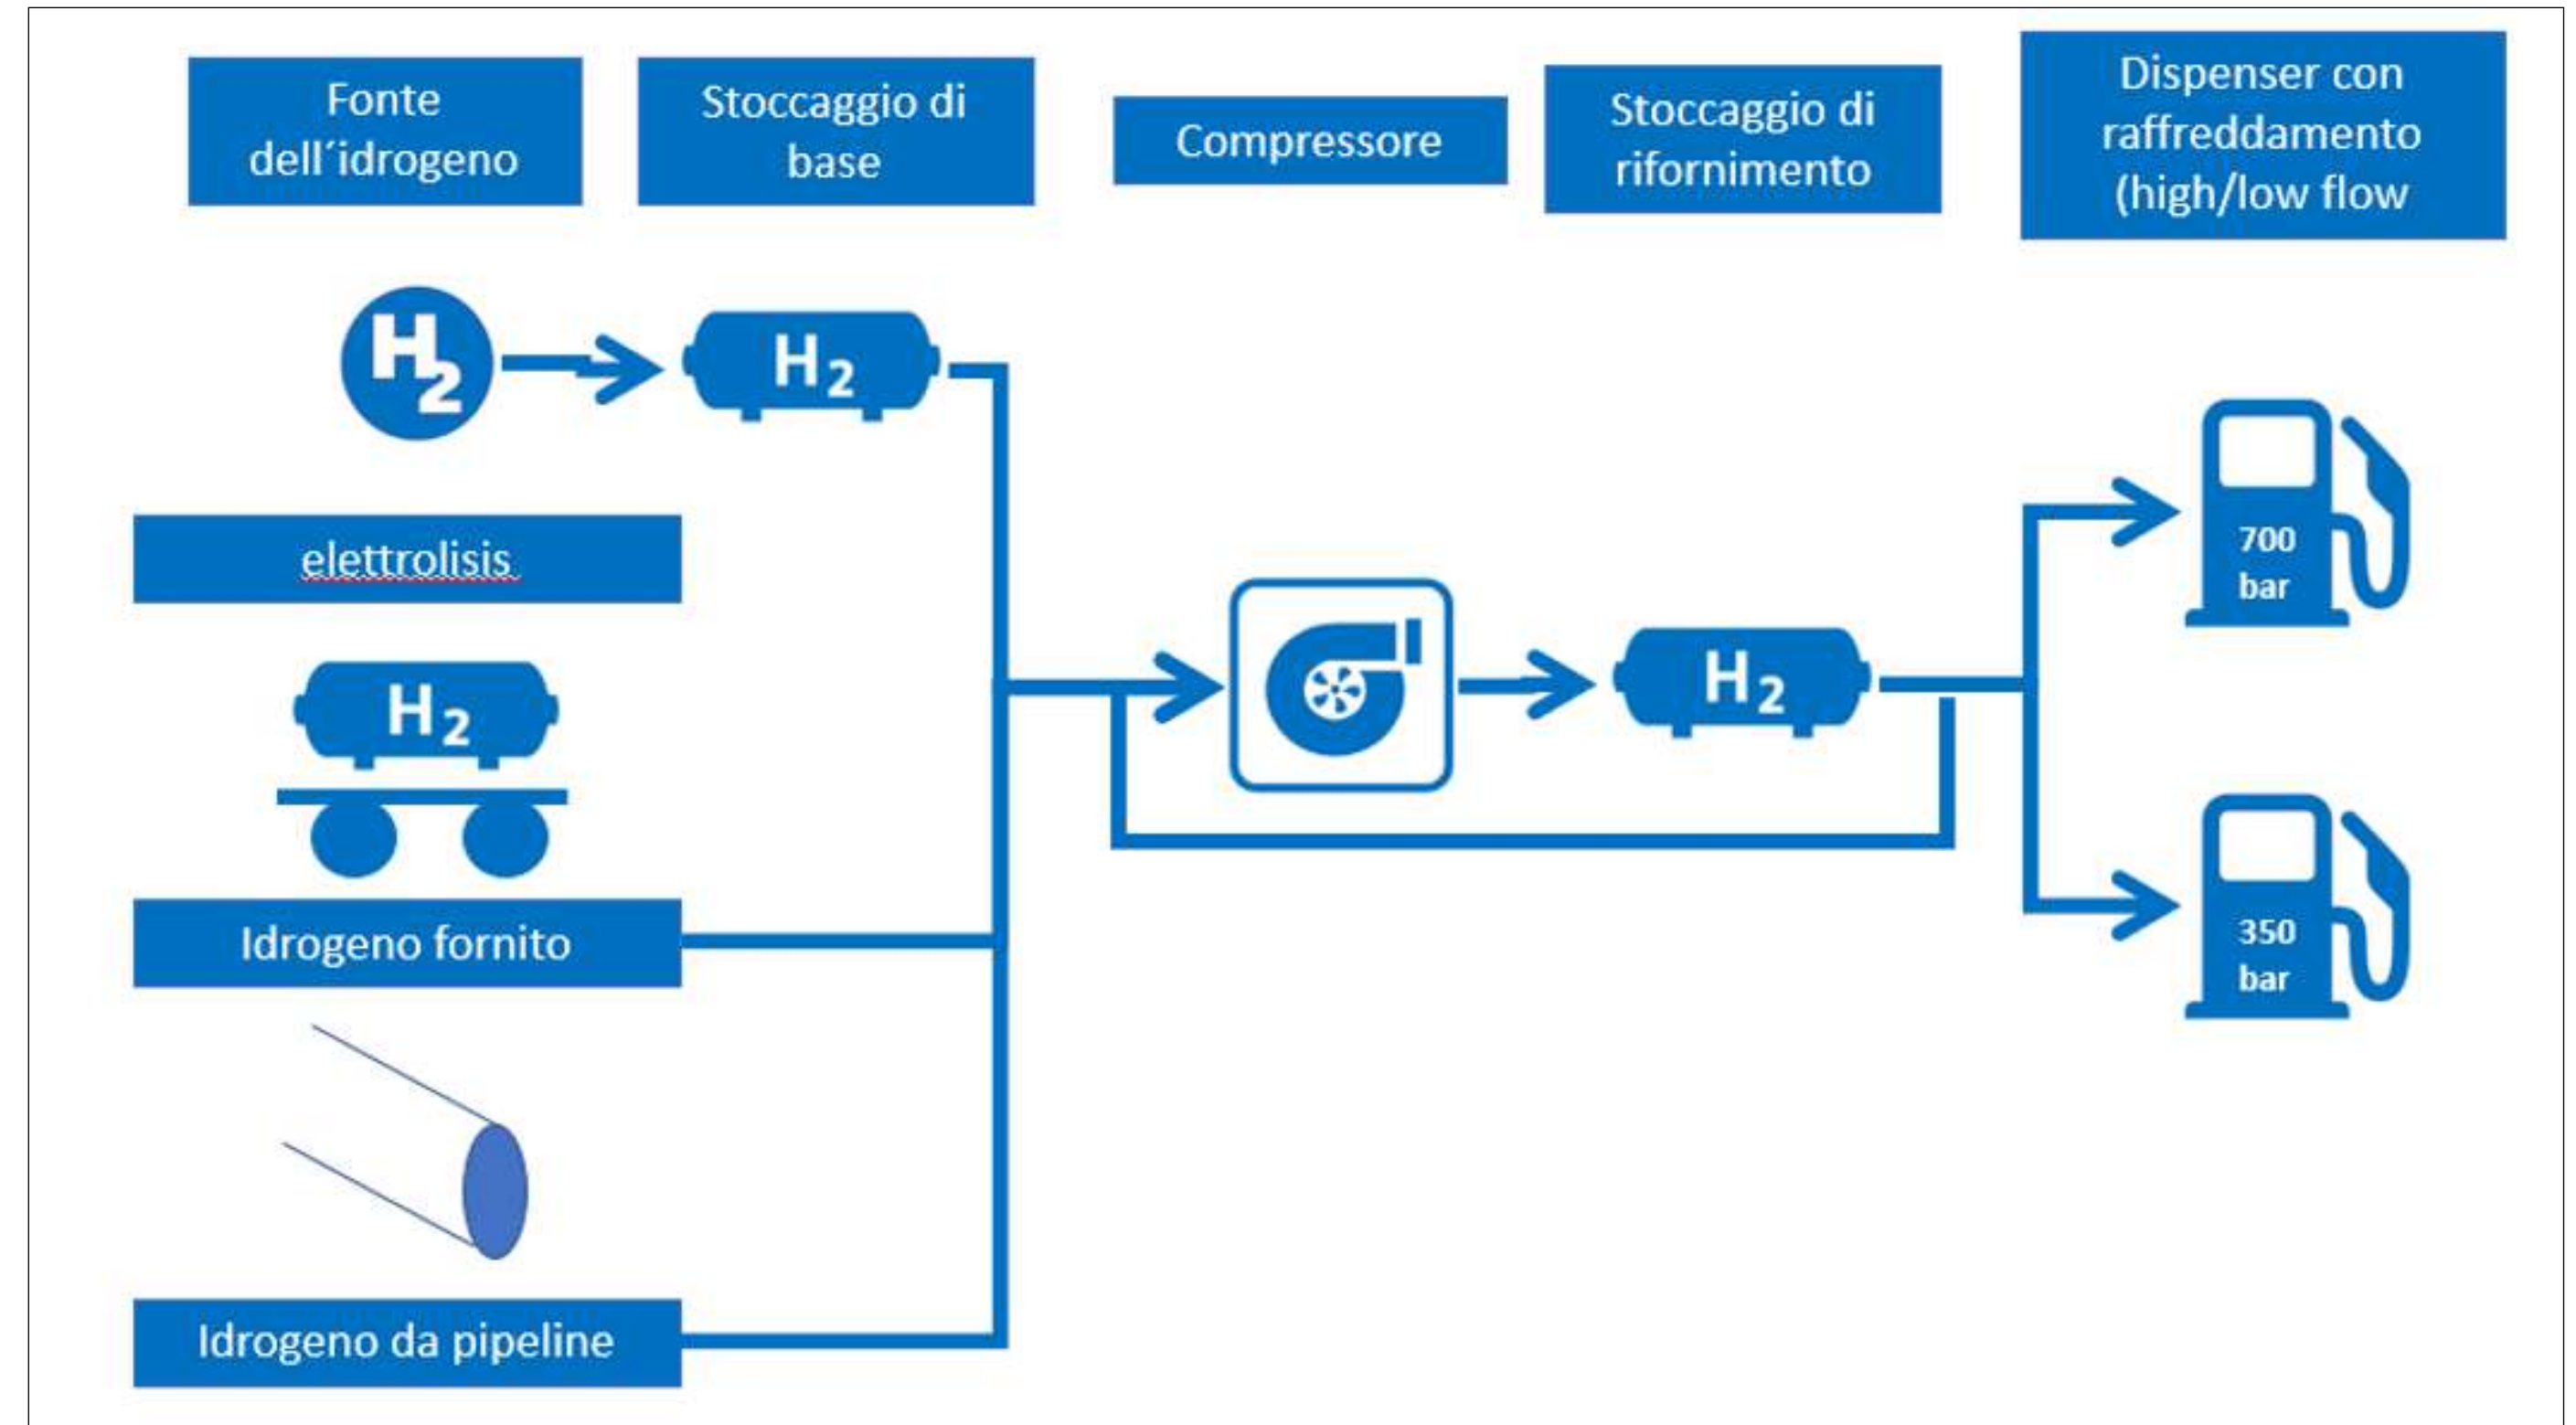 Fonte
dell´idrogeno
Stoccaggio di
base
Compressore
Stoccaggio di
rifornimento
Dispenser con
raffreddamento
(high/low flow
H2
H2
elettrolisis
H2
Idrogeno fornito
Idrogeno da pipeline
H2
700
bar
350
bar